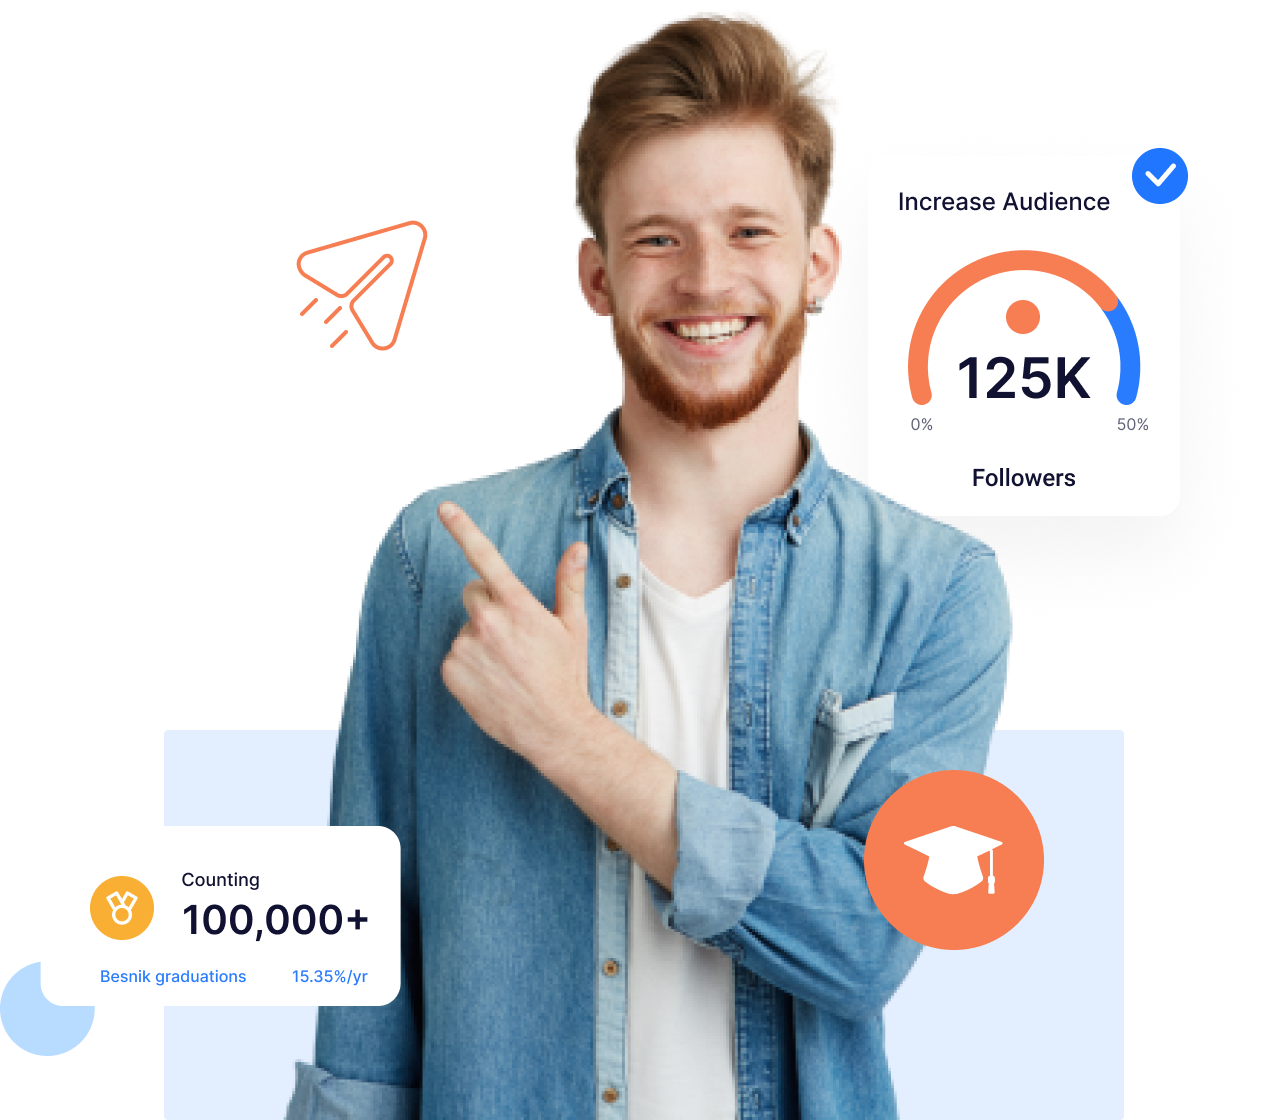 Increase Audience
125K
0% 50%
Followers
Counting
100,000+
Besnik graduations 15.35%/yr